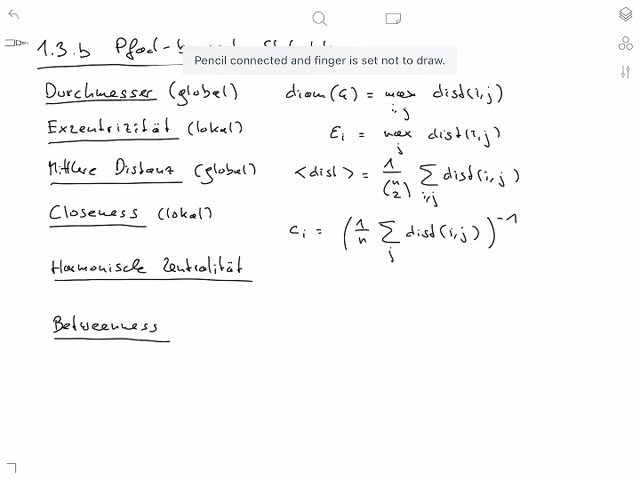 1.3.b Pfad-
Pencil connected and finger is set not to draw.
Durchmesser (global) diam(G) = max i,j dist(i,j)
Exzentrizität (lokal) Ei = max j dist(i,j)
Mittlere Distanz (global) <dist> = 1/(n 2) ∑ i,j dist(i,j)
Closeness (lokal) ci = (1/n ∑ j dist(i,j))^-1
Harmonische Zentralität
Betweenness